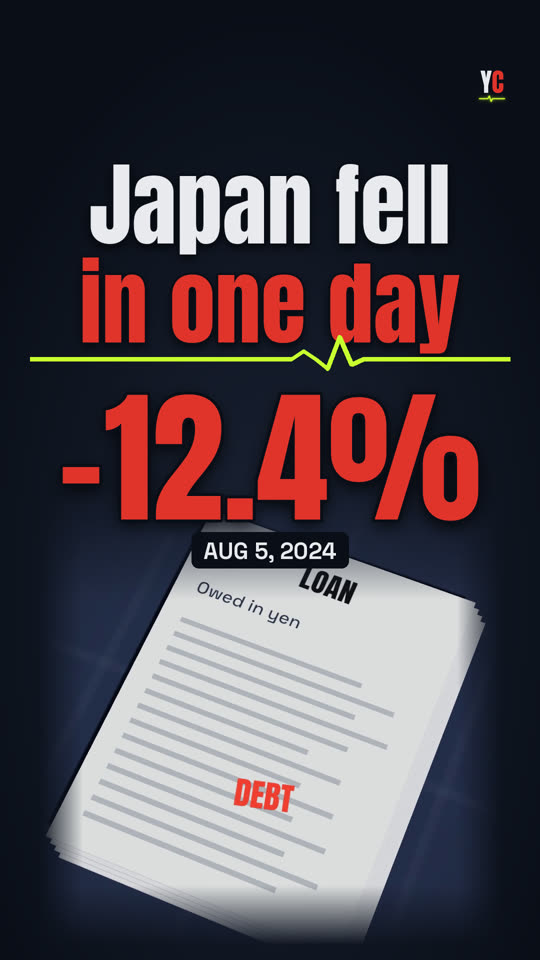 YC
Japan fell
in one day
-12.4%
AUG 5, 2024
LOAN
Owed in yen
DEBT